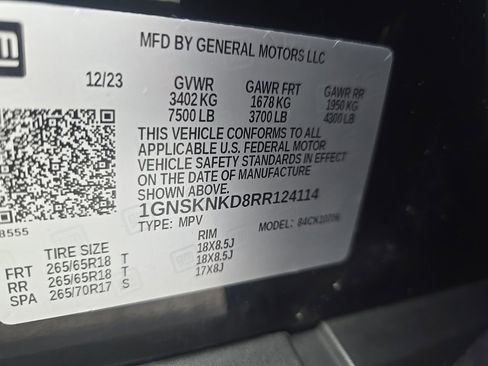 gm
MFD BY GENERAL MOTORS LLC
12/23 GVWR GAWR FRT GAWR RR
3402 KG 1678 KG 1950 KG
7500 LB 3700 LB 4300 LB
THIS VEHICLE CONFORMS TO ALL
APPLICABLE U.S. FEDERAL MOTOR
VEHICLE SAFETY STANDARDS IN EFFECT
ON THE DATE OF MANUFACTURE
SHOWN ABOVE.
1GNSKNKD8RR124114
8555 TYPE: MPV MODEL:
TIRE SIZE RIM
FRT 265/65R18 T 18X8.5J
RR 265/65R18 T 18X8.5J
SPA 265/70R17 S 17X8J